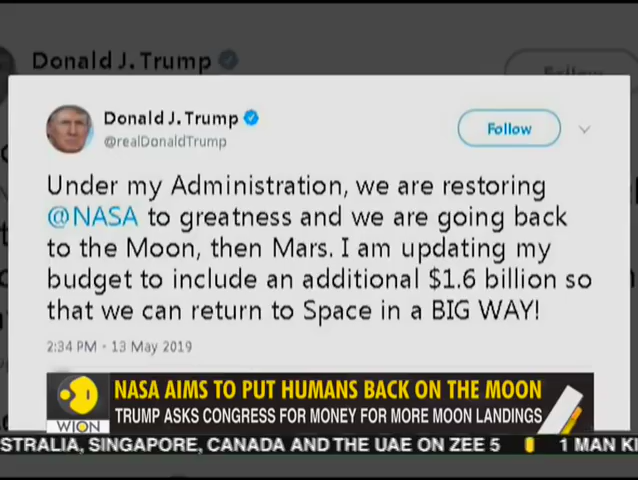 Donald J. Trump
Follow
Donald J. Trump
@realDonaldTrump
Follow
Under my Administration, we are restoring
@NASA to greatness and we are going back
to the Moon, then Mars. I am updating my
budget to include an additional $1.6 billion so
that we can return to Space in a BIG WAY!
2:34 PM - 13 May 2019
NASA AIMS TO PUT HUMANS BACK ON THE MOON
TRUMP ASKS CONGRESS FOR MONEY FOR MORE MOON LANDINGS
WION
STRALIA, SINGAPORE, CANADA AND THE UAE ON ZEE 5 1 MAN KI